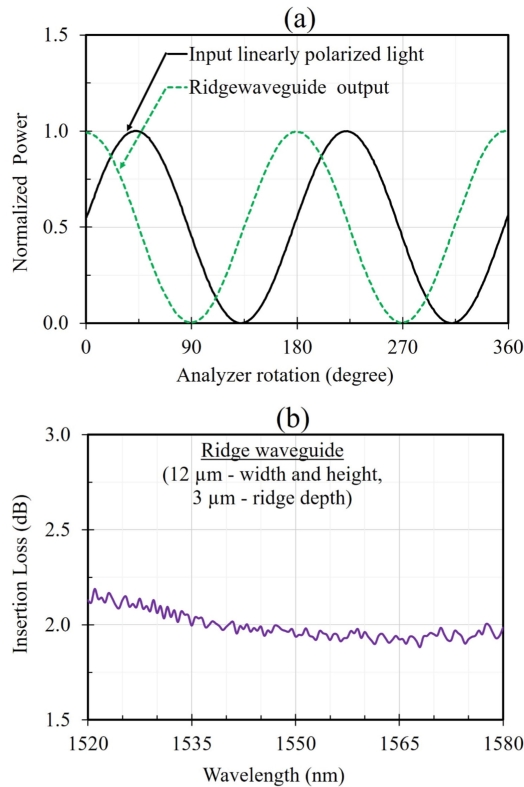 (a)
1.5
1.0
0.5
0.0
Normalized Power
Input linearly polarized light
Ridgewaveguide output
0 90 180 270 360
Analyzer rotation (degree)
(b)
3.0
2.5
2.0
1.5
Insertion Loss (dB)
Ridge waveguide
(12 µm - width and height,
3 µm - ridge depth)
1520 1535 1550 1565 1580
Wavelength (nm)